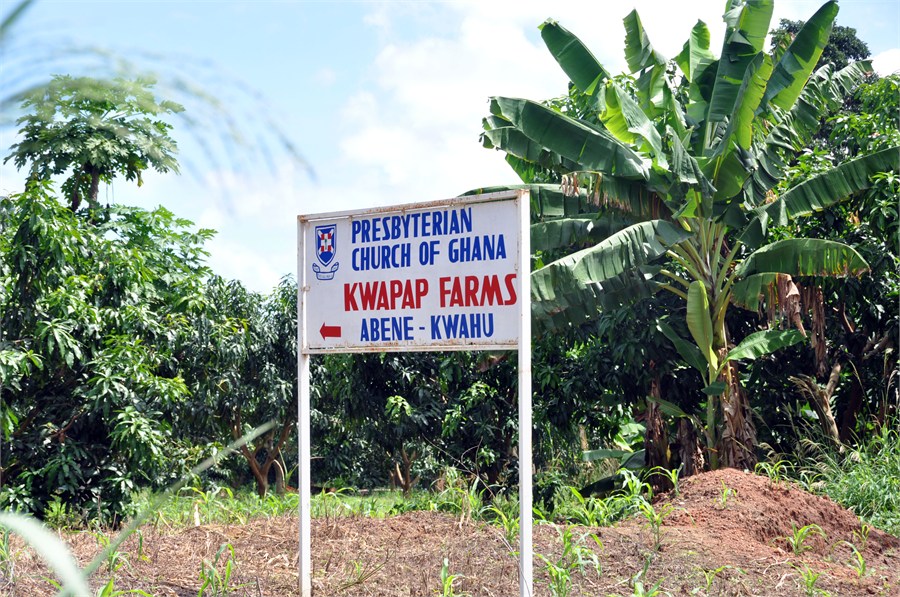 PRESBYTERIAN
CHURCH OF GHANA
KWAPAP FARMS
ABENE - KWAHU